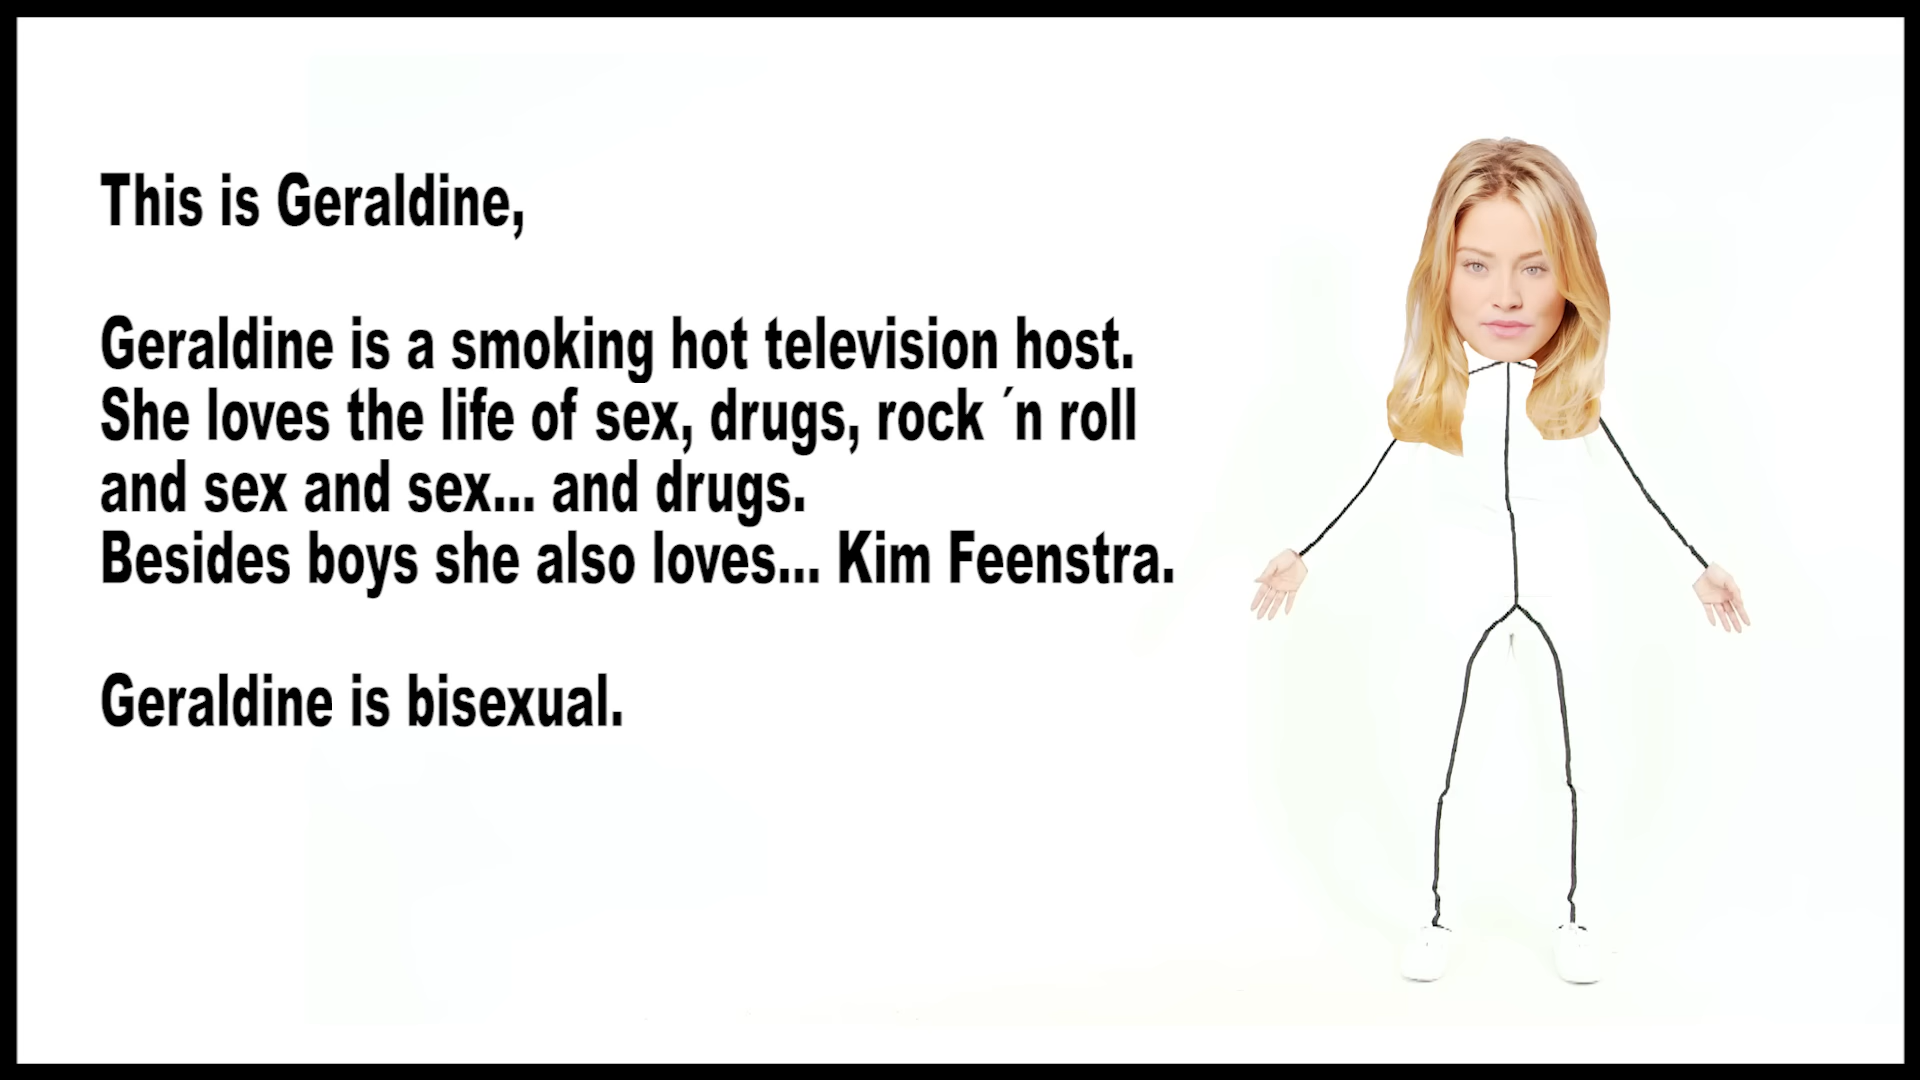 This is Geraldine,
Geraldine is a smoking hot television host.
She loves the life of sex, drugs, rock ´n roll
and sex and sex... and drugs.
Besides boys she also loves... Kim Feenstra.
Geraldine is bisexual.